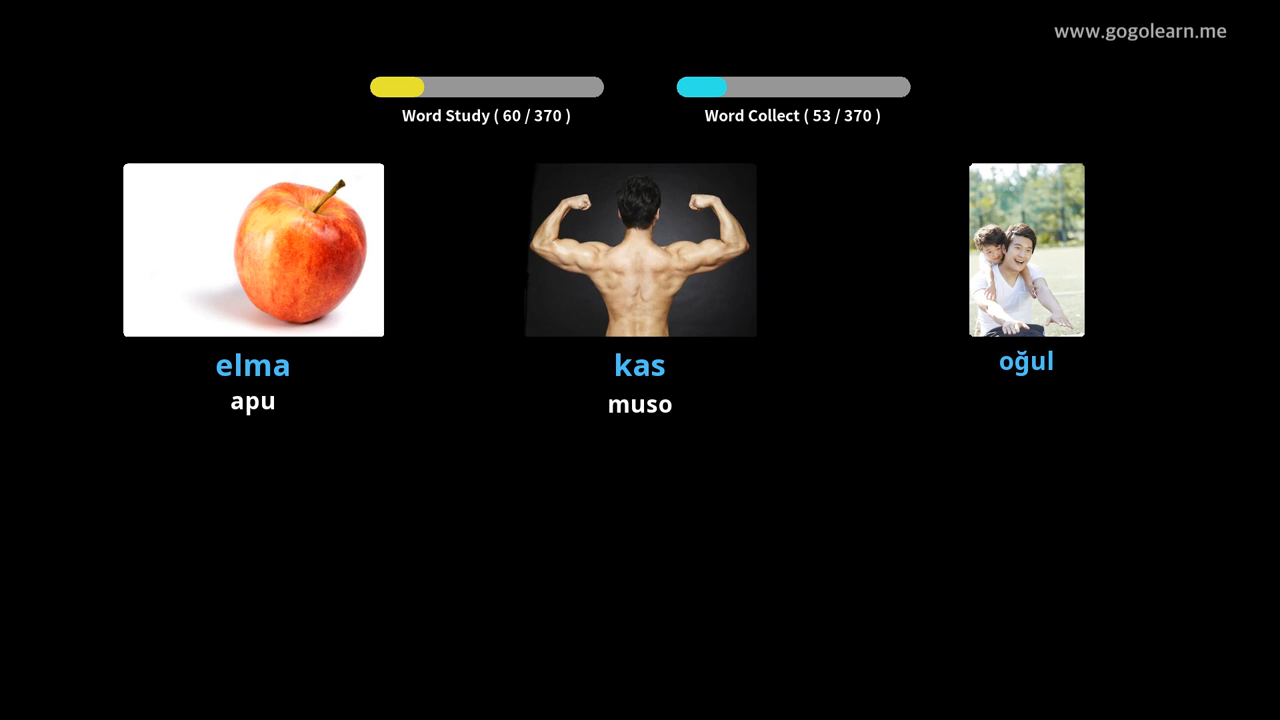 www.gogolearn.me
Word Study ( 60 / 370 )
Word Collect ( 53 / 370 )
elma
kas
oğul
apu
muso